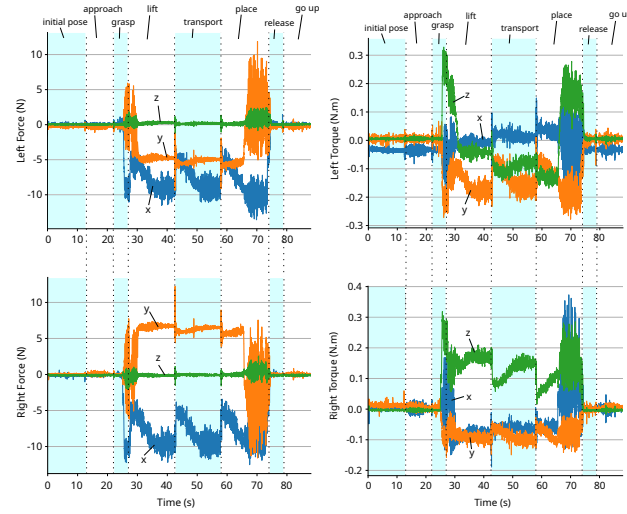 approach lift place go up
initial pose grasp transport release
10
5
0
-5
-10
Left Force (N)
z
y
x
0 10 20 30 40 50 60 70 80
approach lift place go u
initial pose grasp transport release
0.3
0.2
0.1
0.0
-0.1
-0.2
-0.3
Left Torque (N.m)
z
x
y
0 10 20 30 40 50 60 70 80
10
5
0
-5
-10
Right Force (N)
y
z
x
0 10 20 30 40 50 60 70 80
Time (s)
0.4
0.3
0.2
0.1
0.0
-0.1
-0.2
Right Torque (N.m)
z
x
y
0 10 20 30 40 50 60 70 80
Time (s)